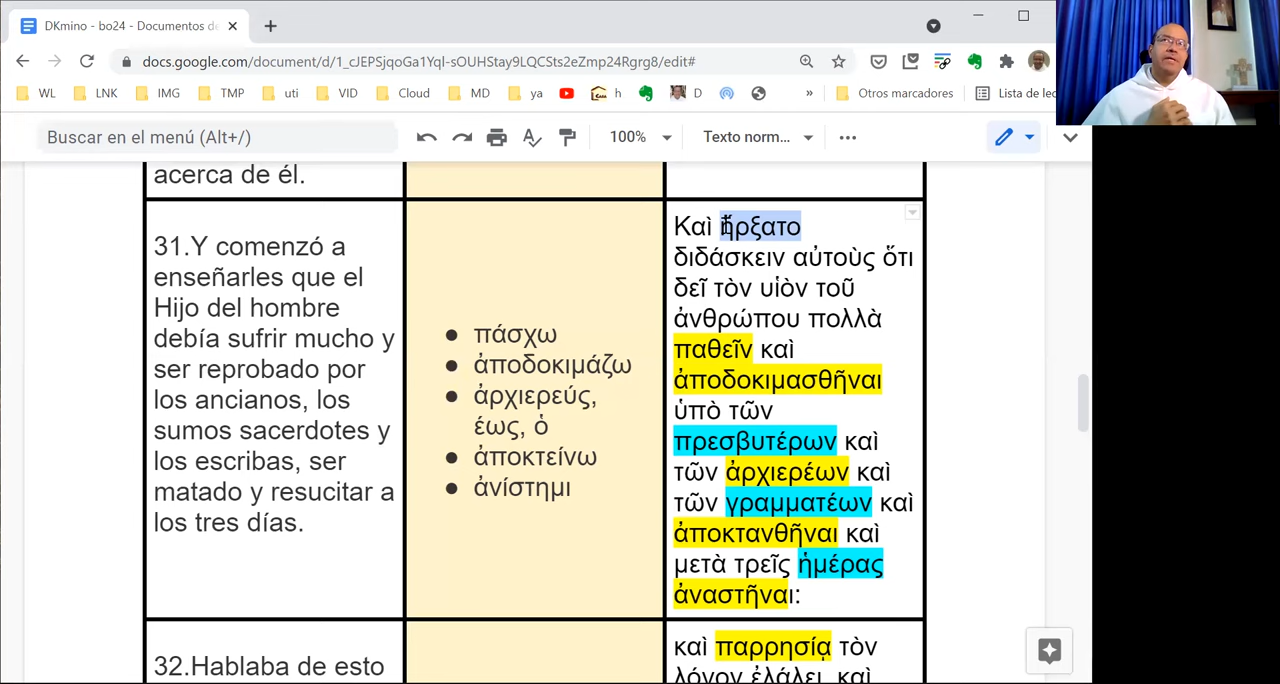 DKmino - bo24 - Documentos de
docs.google.com/document/d/1_cJEPSjqoGa1YqI-sOUHStay9LQCSts2eZmp24Rgrg8/edit#
WL LNK IMG TMP uti VID Cloud MD ya h D » Otros marcadores Lista de lec
Buscar en el menú (Alt+/) 100% Texto norm...
acerca de él.
31.Y comenzó a
enseñarles que el
Hijo del hombre
debía sufrir mucho y
ser reprobado por
los ancianos, los
sumos sacerdotes y
los escribas, ser
matado y resucitar a
los tres días.
● πάσχω
● ἀποδοκιμάζω
● ἀρχιερεύς,
έως, ὁ
● ἀποκτείνω
● ἀνίστημι
Καὶ ἤρξατο
διδάσκειν αὐτοὺς ὅτι
δεῖ τὸν υἱὸν τοῦ
ἀνθρώπου πολλὰ
παθεῖν καὶ
ἀποδοκιμασθῆναι
ὑπὸ τῶν
πρεσβυτέρων καὶ
τῶν ἀρχιερέων καὶ
τῶν γραμματέων καὶ
ἀποκτανθῆναι καὶ
μετὰ τρεῖς ἡμέρας
ἀναστῆναι:
32.Hablaba de esto
καὶ παρρησίᾳ τὸν
λόγον ἐλάλει. καὶ